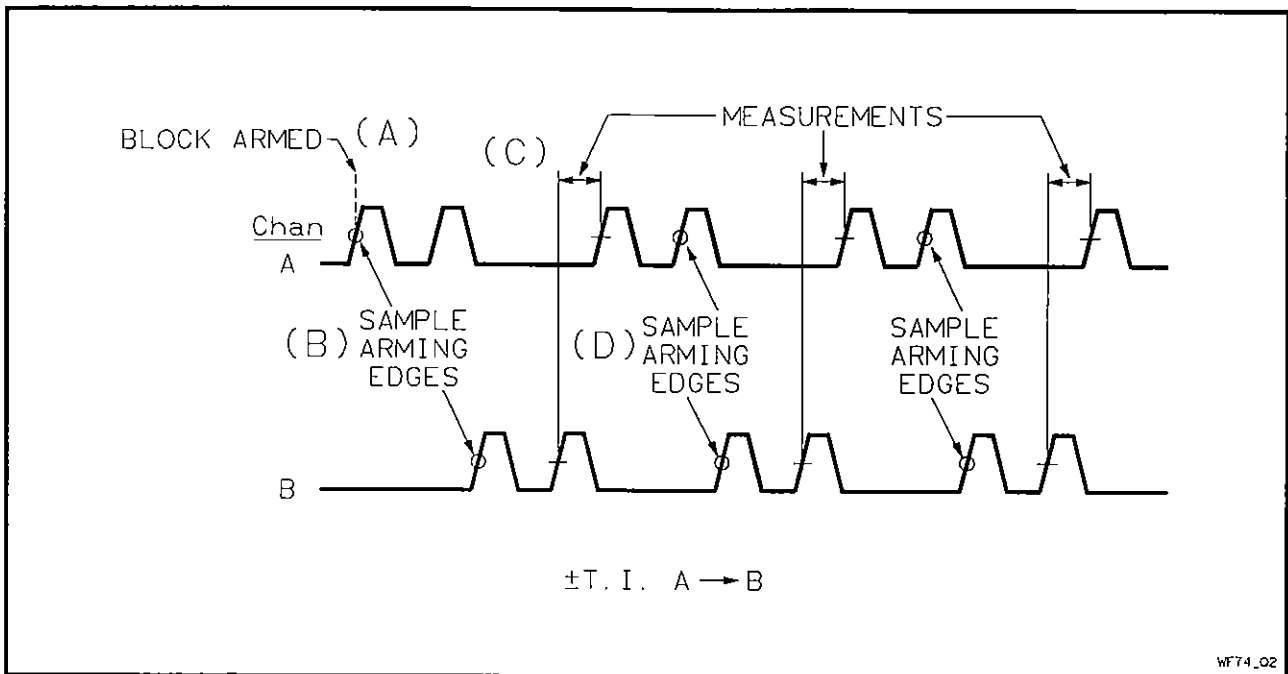 MEASUREMENTS
BLOCK ARMED
(A)
(C)
Chan
A
(B)
SAMPLE
ARMING
EDGES
(D)
SAMPLE
ARMING
EDGES
SAMPLE
ARMING
EDGES
B
±T.I. A → B
WF74_02